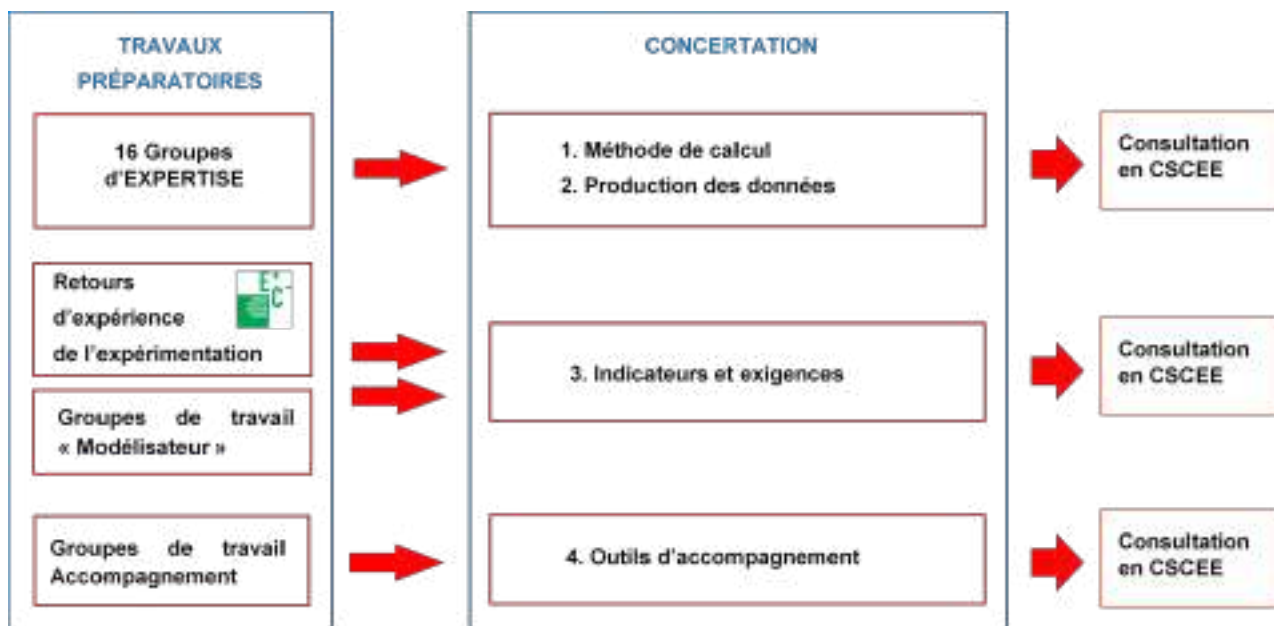 TRAVAUX
PRÉPARATOIRES
CONCERTATION
16 Groupes
d'EXPERTISE
1. Méthode de calcul
2. Production des données
Consultation
en CSCEE
Retours
d'expérience
de l'expérimentation
E+
C-
Groupes de travail
« Modélisateur »
3. Indicateurs et exigences
Consultation
en CSCEE
Groupes de travail
Accompagnement
4. Outils d'accompagnement
Consultation
en CSCEE